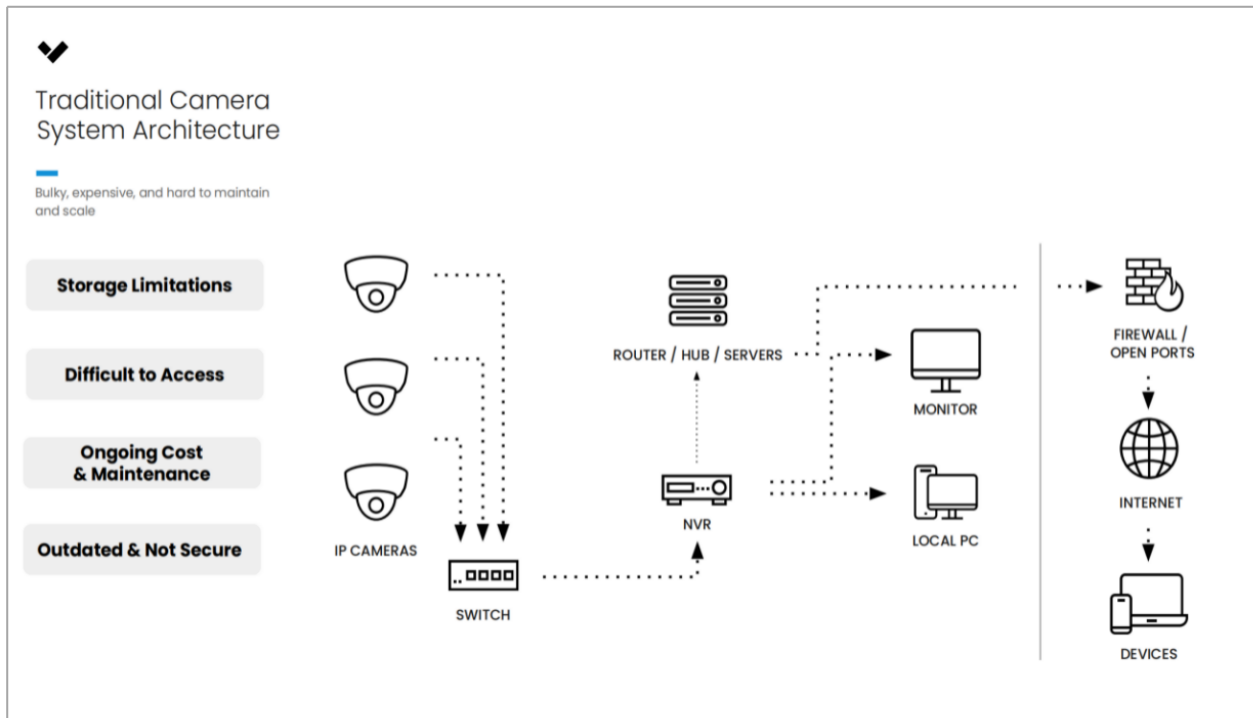 Traditional Camera
System Architecture
Bulky, expensive, and hard to maintain
and scale
Storage Limitations
Difficult to Access
Ongoing Cost
& Maintenance
Outdated & Not Secure
IP CAMERAS
SWITCH
ROUTER / HUB / SERVERS
NVR
MONITOR
LOCAL PC
FIREWALL /
OPEN PORTS
INTERNET
DEVICES